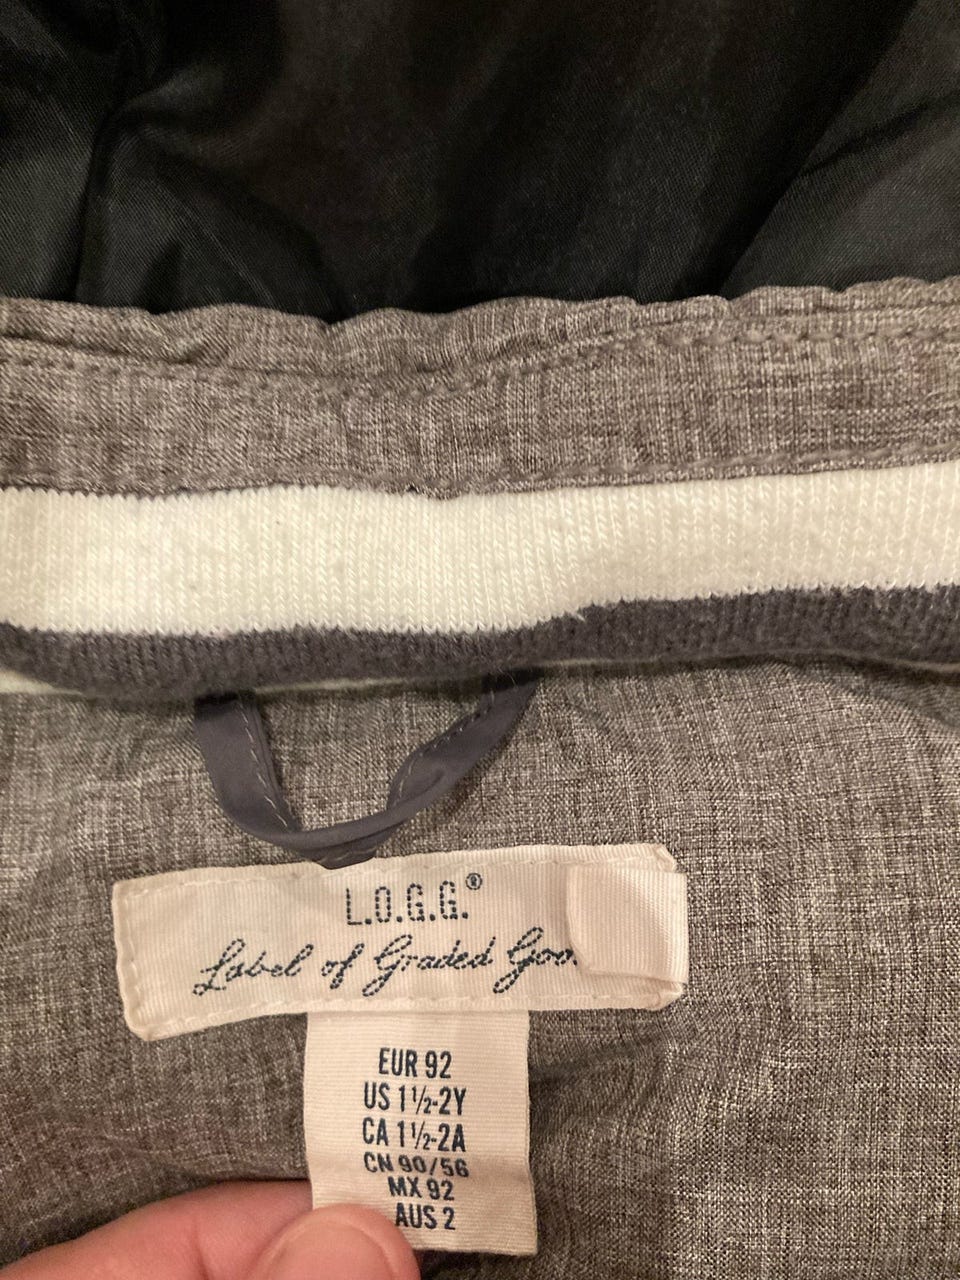 L.O.G.G.®
Label of Graded
EUR 92
US 1½-2Y
CA 1½-2A
CN 90/56
MX 92
AUS 2